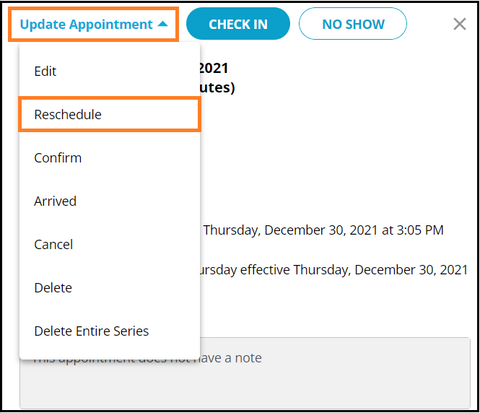 Update Appointment CHECK IN NO SHOW
Edit
2021
utes)
Reschedule
Confirm
Arrived
Thursday, December 30, 2021 at 3:05 PM
Cancel
ursday effective Thursday, December 30, 2021
Delete
Delete Entire Series
This appointment does not have a note